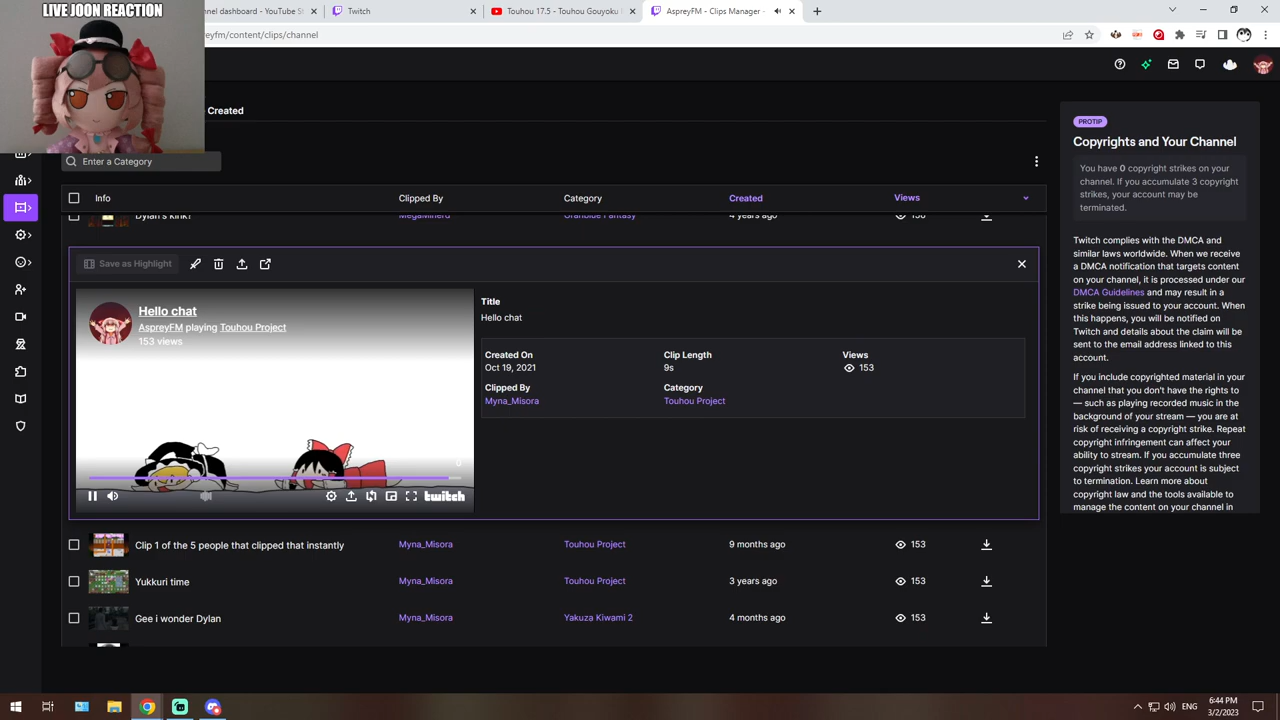 LIVE JOON REACTION
nnel dashboard - YouTube S
Twitch
Touhou 17.5 - Touhou Gouyoku I
AspreyFM - Clips Manager -
eyfm/content/clips/channel
Created
Enter a Category
Info
Clipped By
Category
Created
Views
Dylan's kink?
MegaMinerd
Granblue Fantasy
4 years ago
158
Save as Highlight
Hello chat
AspreyFM playing Touhou Project
153 views
twitch
Title
Hello chat
Created On
Clip Length
Views
Oct 19, 2021
9s
153
Clipped By
Category
Myna_Misora
Touhou Project
Clip 1 of the 5 people that clipped that instantly
Myna_Misora
Touhou Project
9 months ago
153
Yukkuri time
Myna_Misora
Touhou Project
3 years ago
153
Gee i wonder Dylan
Myna_Misora
Yakuza Kiwami 2
4 months ago
153
PROTIP
Copyrights and Your Channel
You have 0 copyright strikes on
your channel. If you accumulate 3 copyright
strikes, your account may be
terminated.
Twitch complies with the DMCA and
similar laws worldwide. When we receive
a DMCA notification that targets content
on your channel, it is processed under our
DMCA Guidelines and may result in a
strike being issued to your account. When
this happens, you will be notified on
Twitch and details about the claim will be
sent to the email address linked to this
account.
If you include copyrighted material in your
channel that you don't have the rights to
— such as playing recorded music in the
background of your stream — you are at
risk of receiving a copyright strike. Repeat
copyright infringement can affect your
ability to stream. If you accumulate three
copyright strikes your account is subject
to termination. Learn more about
copyright law and the tools available to
manage the content on your channel in
ENG
6:44 PM
3/2/2023